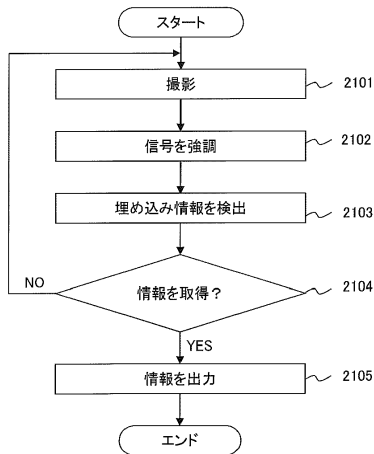 スタート
撮影 2101
信号を強調 2102
埋め込み情報を検出 2103
情報を取得? 2104
NO
YES
情報を出力 2105
エンド